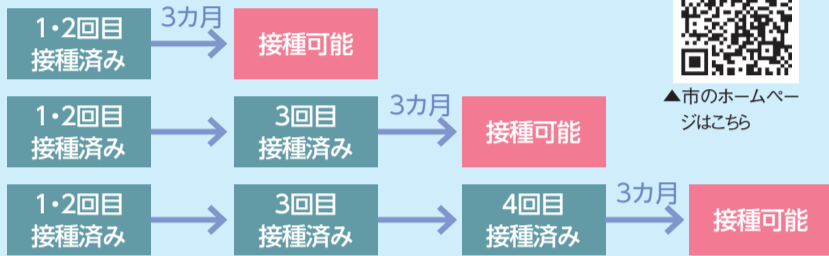 1・2回目
接種済み
3カ月
接種可能
1・2回目
接種済み
3回目
接種済み
3カ月
接種可能
1・2回目
接種済み
3回目
接種済み
4回目
接種済み
3カ月
接種可能
▲市のホームペー
ジはこちら